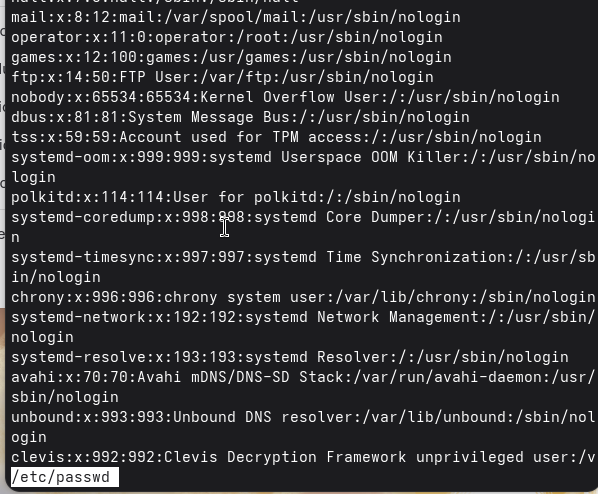 mail:x:8:12:mail:/var/spool/mail:/usr/sbin/nologin
operator:x:11:0:operator:/root:/usr/sbin/nologin
games:x:12:100:games:/usr/games:/usr/sbin/nologin
ftp:x:14:50:FTP User:/var/ftp:/usr/sbin/nologin
nobody:x:65534:65534:Kernel Overflow User:/:/usr/sbin/nologin
dbus:x:81:81:System Message Bus:/:/usr/sbin/nologin
tss:x:59:59:Account used for TPM access:/:/usr/sbin/nologin
systemd-oom:x:999:999:systemd Userspace OOM Killer:/:/usr/sbin/no
login
polkitd:x:114:114:User for polkitd:/:/sbin/nologin
systemd-coredump:x:998:998:systemd Core Dumper:/:/usr/sbin/nologi
n
systemd-timesync:x:997:997:systemd Time Synchronization:/:/usr/sb
in/nologin
chrony:x:996:996:chrony system user:/var/lib/chrony:/sbin/nologin
systemd-network:x:192:192:systemd Network Management:/:/usr/sbin/
nologin
systemd-resolve:x:193:193:systemd Resolver:/:/usr/sbin/nologin
avahi:x:70:70:Avahi mDNS/DNS-SD Stack:/var/run/avahi-daemon:/usr/
sbin/nologin
unbound:x:993:993:Unbound DNS resolver:/var/lib/unbound:/sbin/nol
ogin
clevis:x:992:992:Clevis Decryption Framework unprivileged user:/v
/etc/passwd